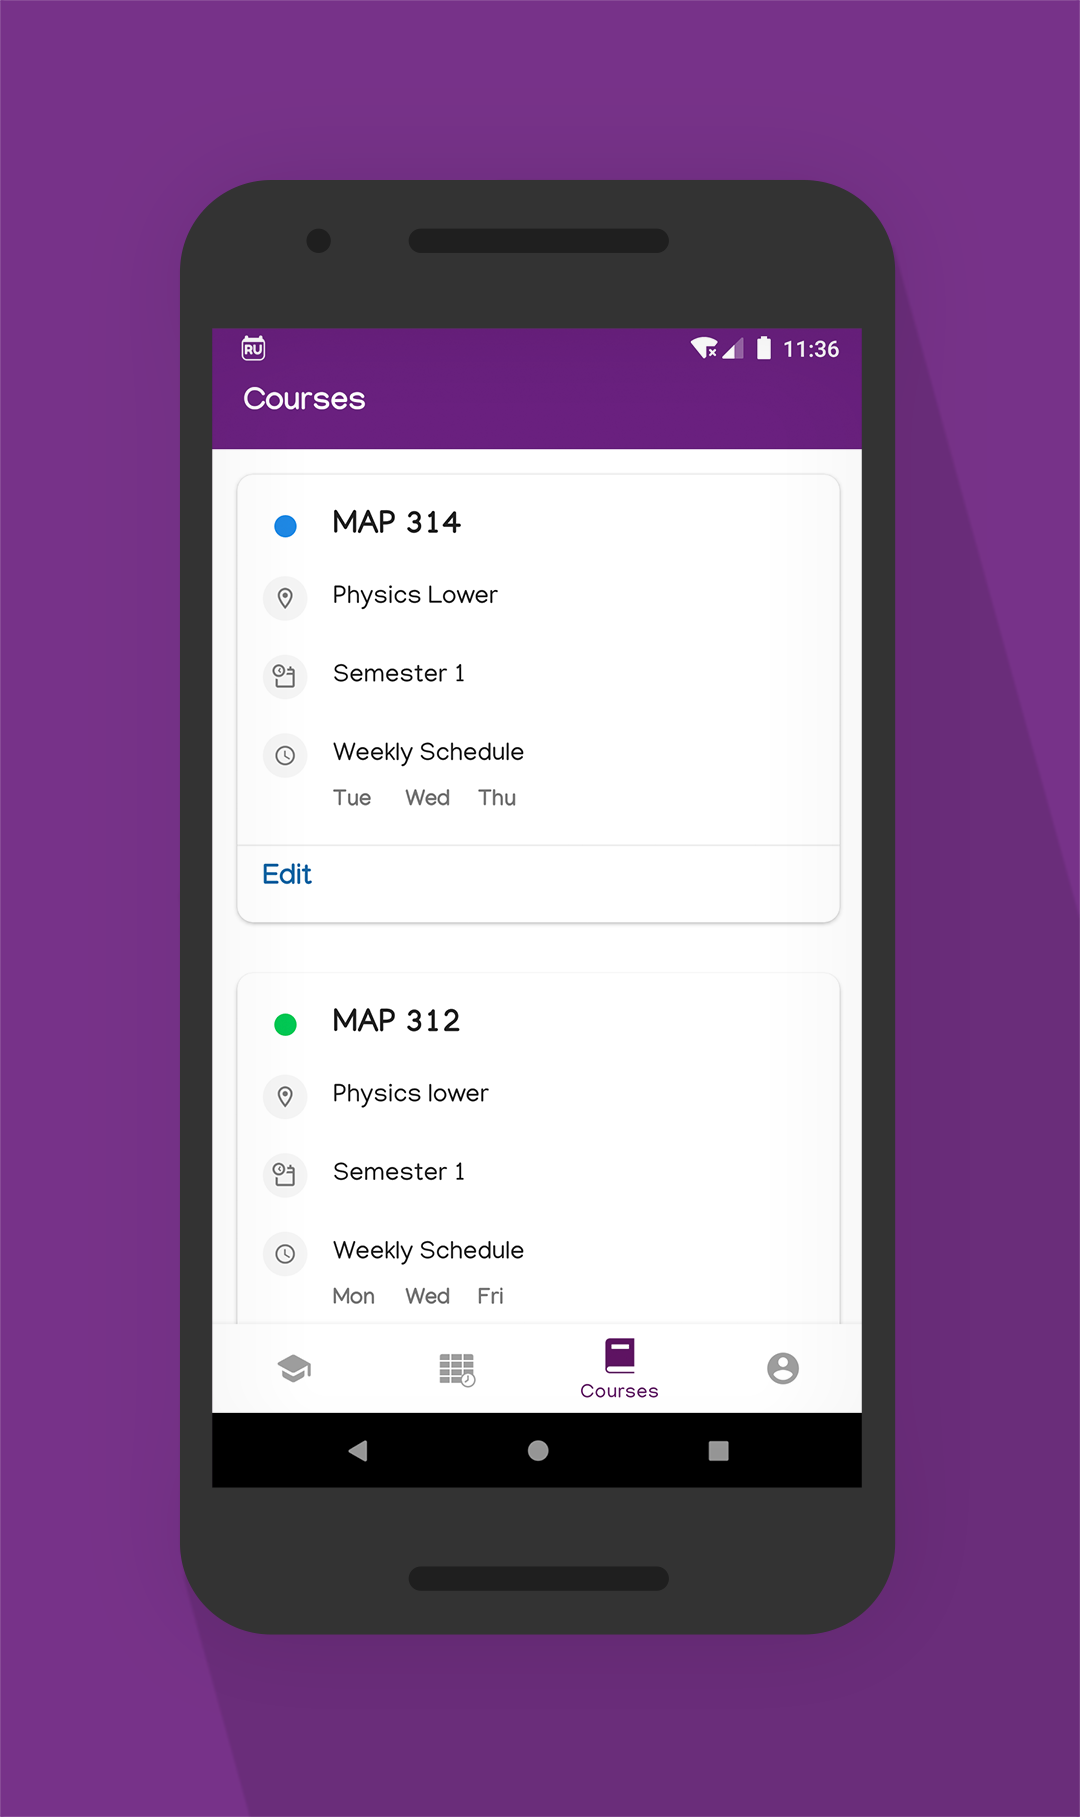 RU
11:36
Courses
MAP 314
Physics Lower
Semester 1
Weekly Schedule
Tue Wed Thu
Edit
MAP 312
Physics lower
Semester 1
Weekly Schedule
Mon Wed Fri
Courses